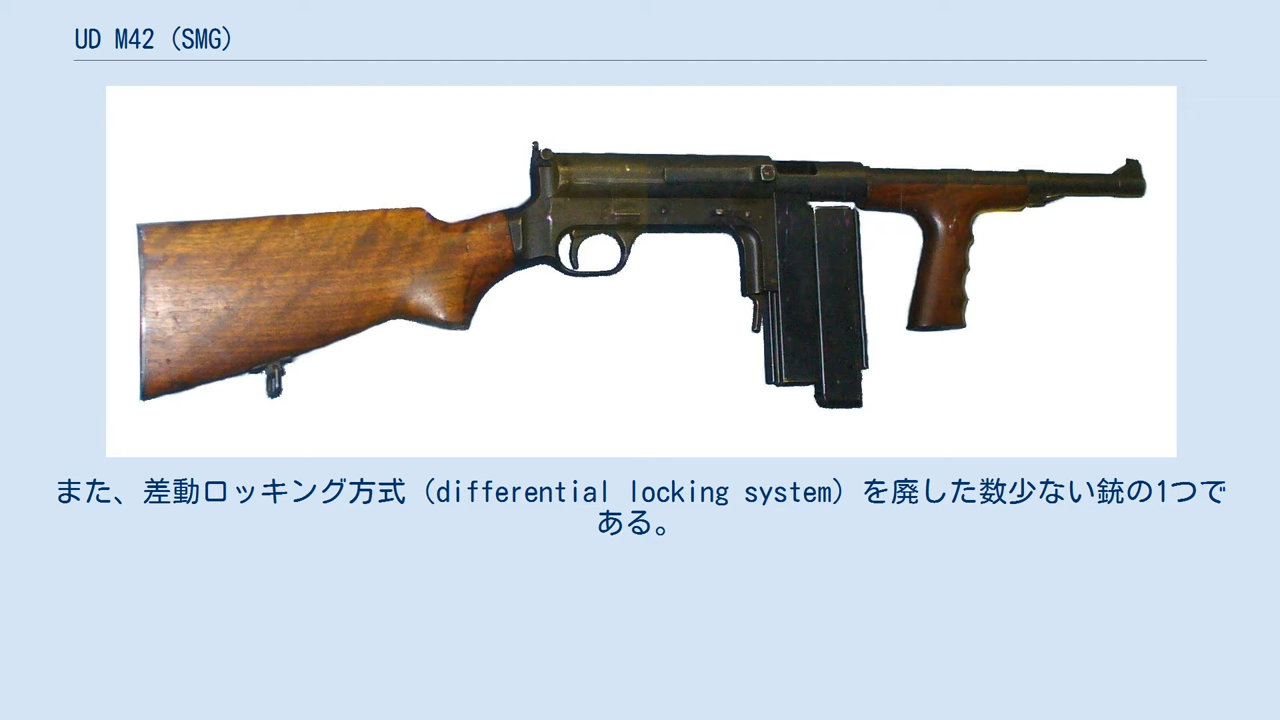 UD M42 (SMG)
また、差動ロッキング方式 (differential locking system) を廃した数少ない銃の1つで
ある。